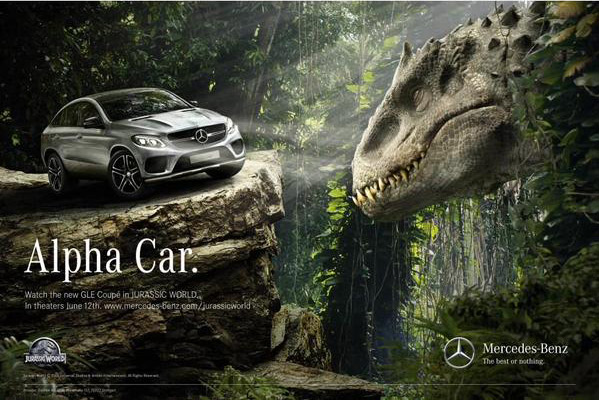 Alpha Car.
Watch the new GLE Coupé in JURASSIC WORLD.
In theaters June 12th. www.mercedes-benz.com/jurassicworld
JURASSIC WORLD
Mercedes-Benz
The best or nothing.